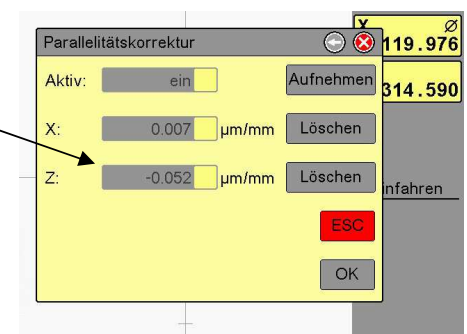 Parallelitätskorrektur
X Ø
119.976
Aktiv: ein Aufnehmen
314.590
X: 0.007 µm/mm Löschen
Z: -0.052 µm/mm Löschen
infahren
ESC
OK